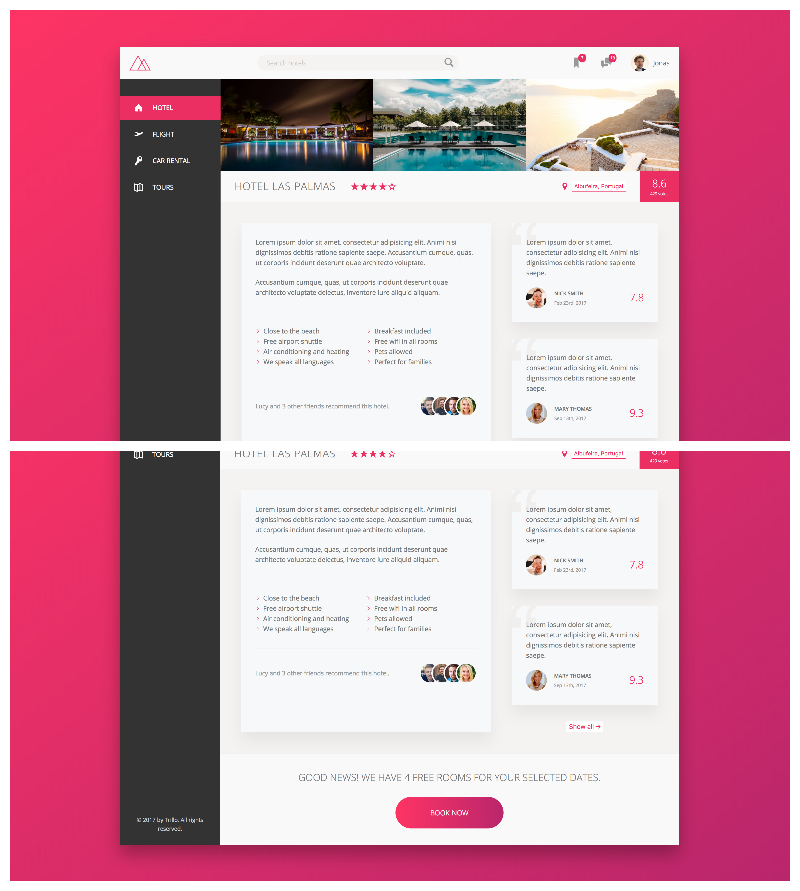 Search hotels
Jonas
HOTEL
FLIGHT
CAR RENTAL
TOURS
HOTEL LAS PALMAS
Albufeira, Portugal
8.6
429 votes
Lorem ipsum dolor sit amet, consectetur adipisicing elit. Animi nisi
dignissimos debitis ratione sapiente saepe. Accusantium cumque, quas,
ut corporis incidunt deserunt quae architecto voluptate.
Accusantium cumque, quas, ut corporis incidunt deserunt quae
architecto voluptate delectus, inventore iure aliquid aliquam.
Close to the beach
Breakfast included
Free airport shuttle
Free wifi in all rooms
Air conditioning and heating
Pets allowed
We speak all languages
Perfect for families
Lucy and 3 other friends recommend this hotel.
Lorem ipsum dolor sit amet,
consectetur adipisicing elit. Animi nisi
dignissimos debitis ratione sapiente
saepe.
NICK SMITH
Feb 23rd, 2017
7.8
Lorem ipsum dolor sit amet,
consectetur adipisicing elit. Animi nisi
dignissimos debitis ratione sapiente
saepe.
MARY THOMAS
Sep 13th, 2017
9.3
TOURS
HOTEL LAS PALMAS
Albufeira, Portugal
8.6
429 votes
Lorem ipsum dolor sit amet, consectetur adipisicing elit. Animi nisi
dignissimos debitis ratione sapiente saepe. Accusantium cumque, quas,
ut corporis incidunt deserunt quae architecto voluptate.
Accusantium cumque, quas, ut corporis incidunt deserunt quae
architecto voluptate delectus, inventore iure aliquid aliquam.
Close to the beach
Breakfast included
Free airport shuttle
Free wifi in all rooms
Air conditioning and heating
Pets allowed
We speak all languages
Perfect for families
Lucy and 3 other friends recommend this hotel.
Lorem ipsum dolor sit amet,
consectetur adipisicing elit. Animi nisi
dignissimos debitis ratione sapiente
saepe.
NICK SMITH
Feb 23rd, 2017
7.8
Lorem ipsum dolor sit amet,
consectetur adipisicing elit. Animi nisi
dignissimos debitis ratione sapiente
saepe.
MARY THOMAS
Sep 13th, 2017
9.3
Show all →
GOOD NEWS! WE HAVE 4 FREE ROOMS FOR YOUR SELECTED DATES.
BOOK NOW
© 2017 by Trillo. All rights
reserved.